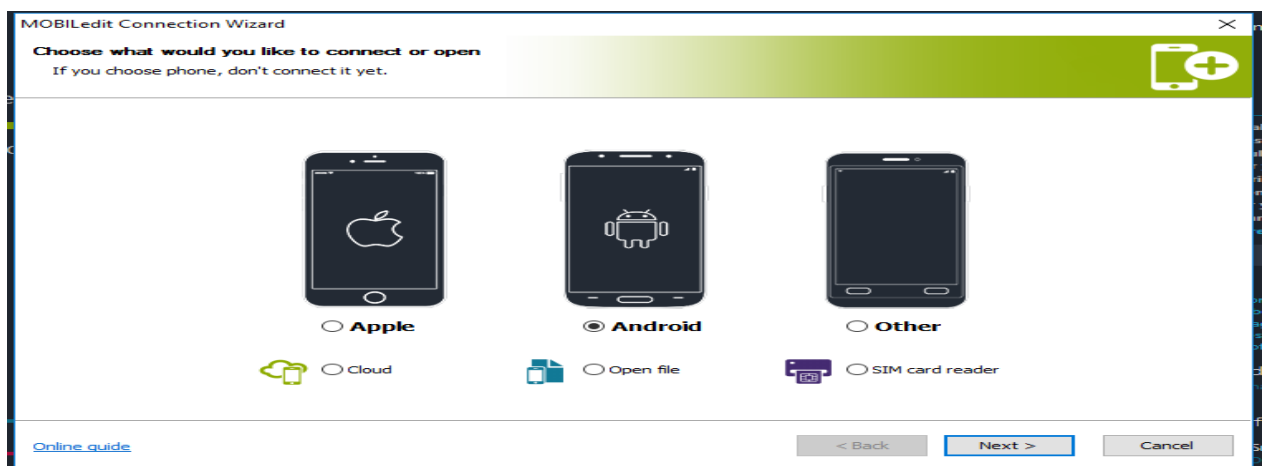 MOBILedit Connection Wizard
Choose what would you like to connect or open
If you choose phone, don't connect it yet.
Apple
Android
Other
Cloud
Open file
SIM card reader
Online guide
< Back
Next >
Cancel